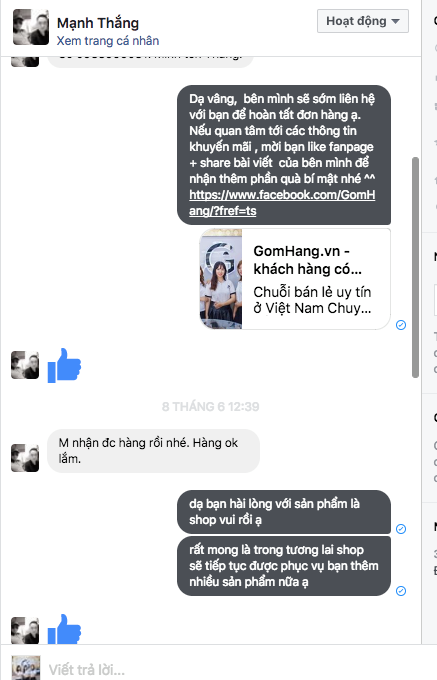 Mạnh Thắng
Xem trang cá nhân
Hoạt động
Dạ vâng, bên mình sẽ sớm liên hệ
với bạn để hoàn tất đơn hàng ạ.
Nếu quan tâm tới các thông tin
khuyến mãi , mời bạn like fanpage
+ share bài viết của bên mình để
nhận thêm phần quà bí mật nhé ^^
https://www.facebook.com/GomH
ang/?fref=ts
GomHang.vn -
khách hàng có...
Chuỗi bán lẻ uy tín
ở Việt Nam Chuy...
8 THÁNG 6 12:39
M nhận đc hàng rồi nhé. Hàng ok
lắm.
dạ bạn hài lòng với sản phẩm là
shop vui rồi ạ
rất mong là trong tương lai shop
sẽ tiếp tục được phục vụ bạn thêm
nhiều sản phẩm nữa ạ
Viết trả lời...